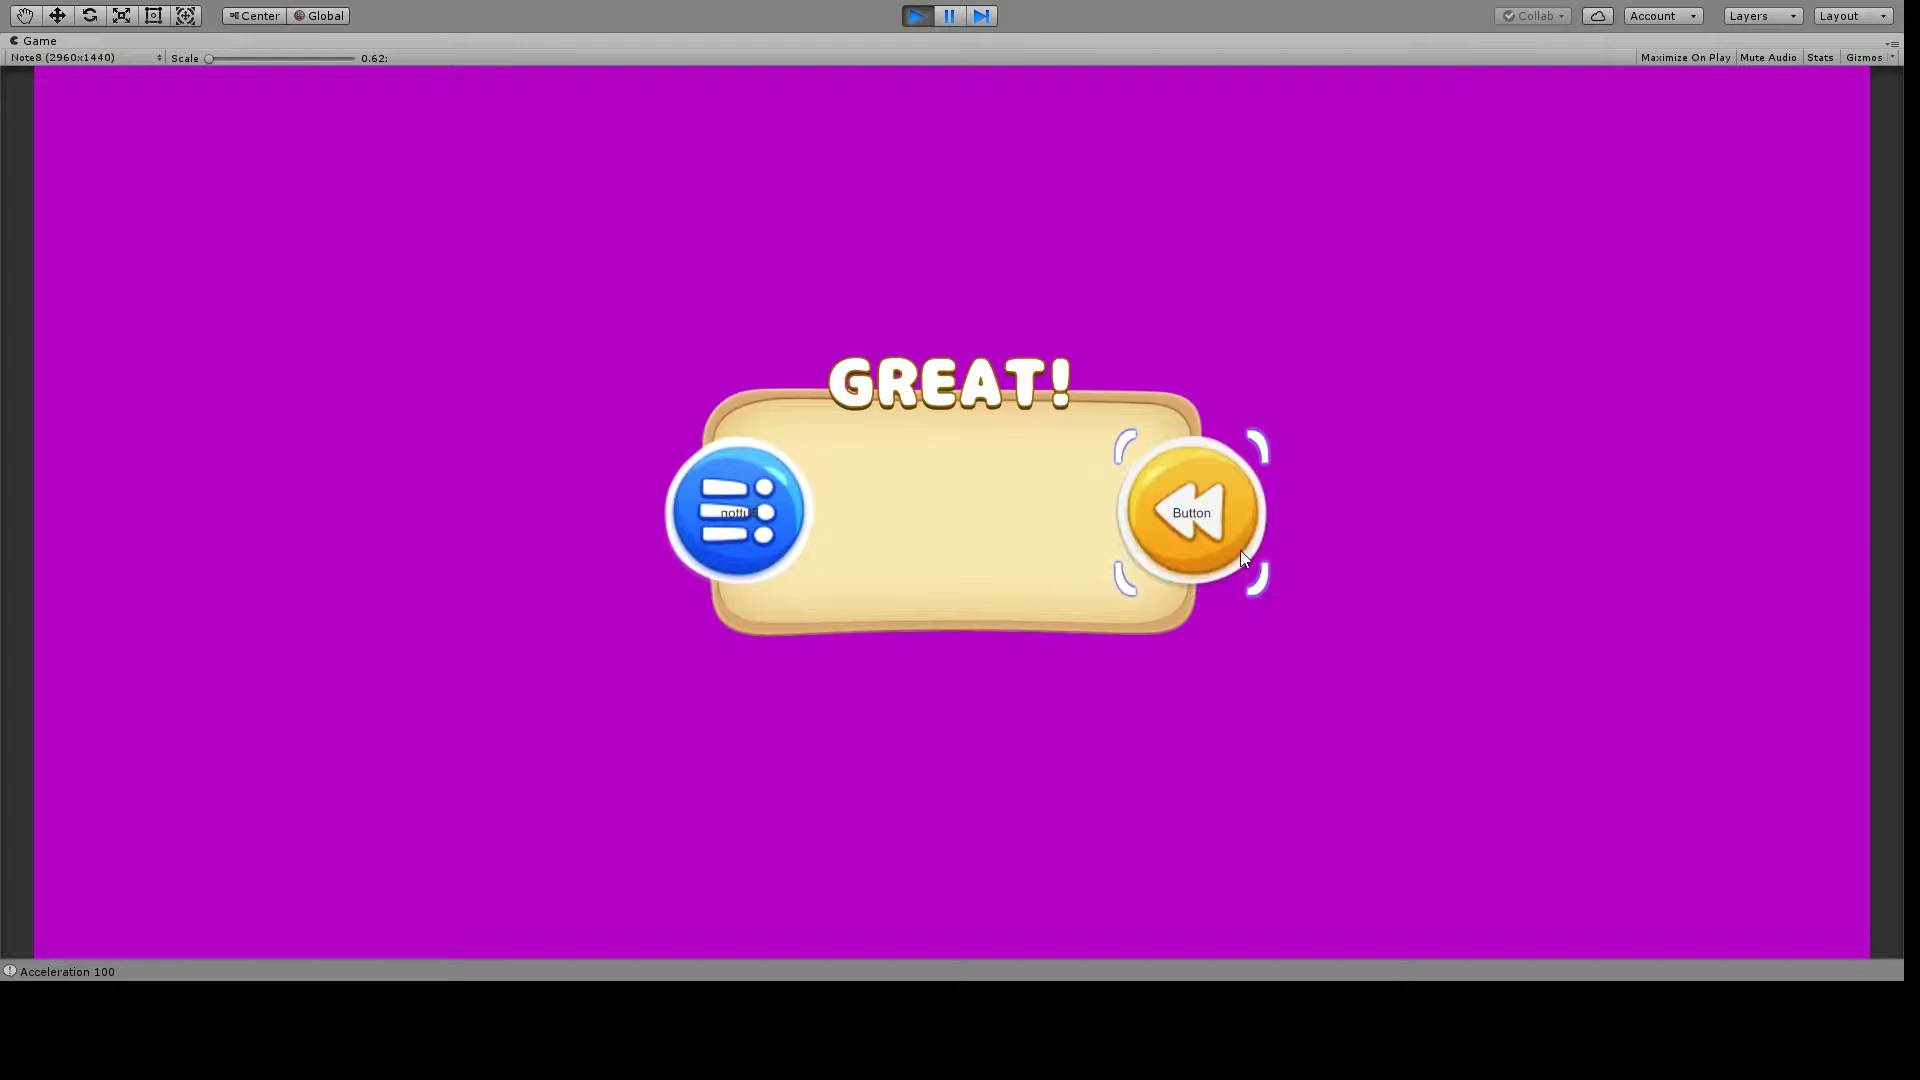 Center Global Collab Account Layers Layout
Game
Note8 (2960x1440) Scale 0.62: Maximize On Play Mute Audio Stats Gizmos
GREAT!
Button Button
Acceleration 100